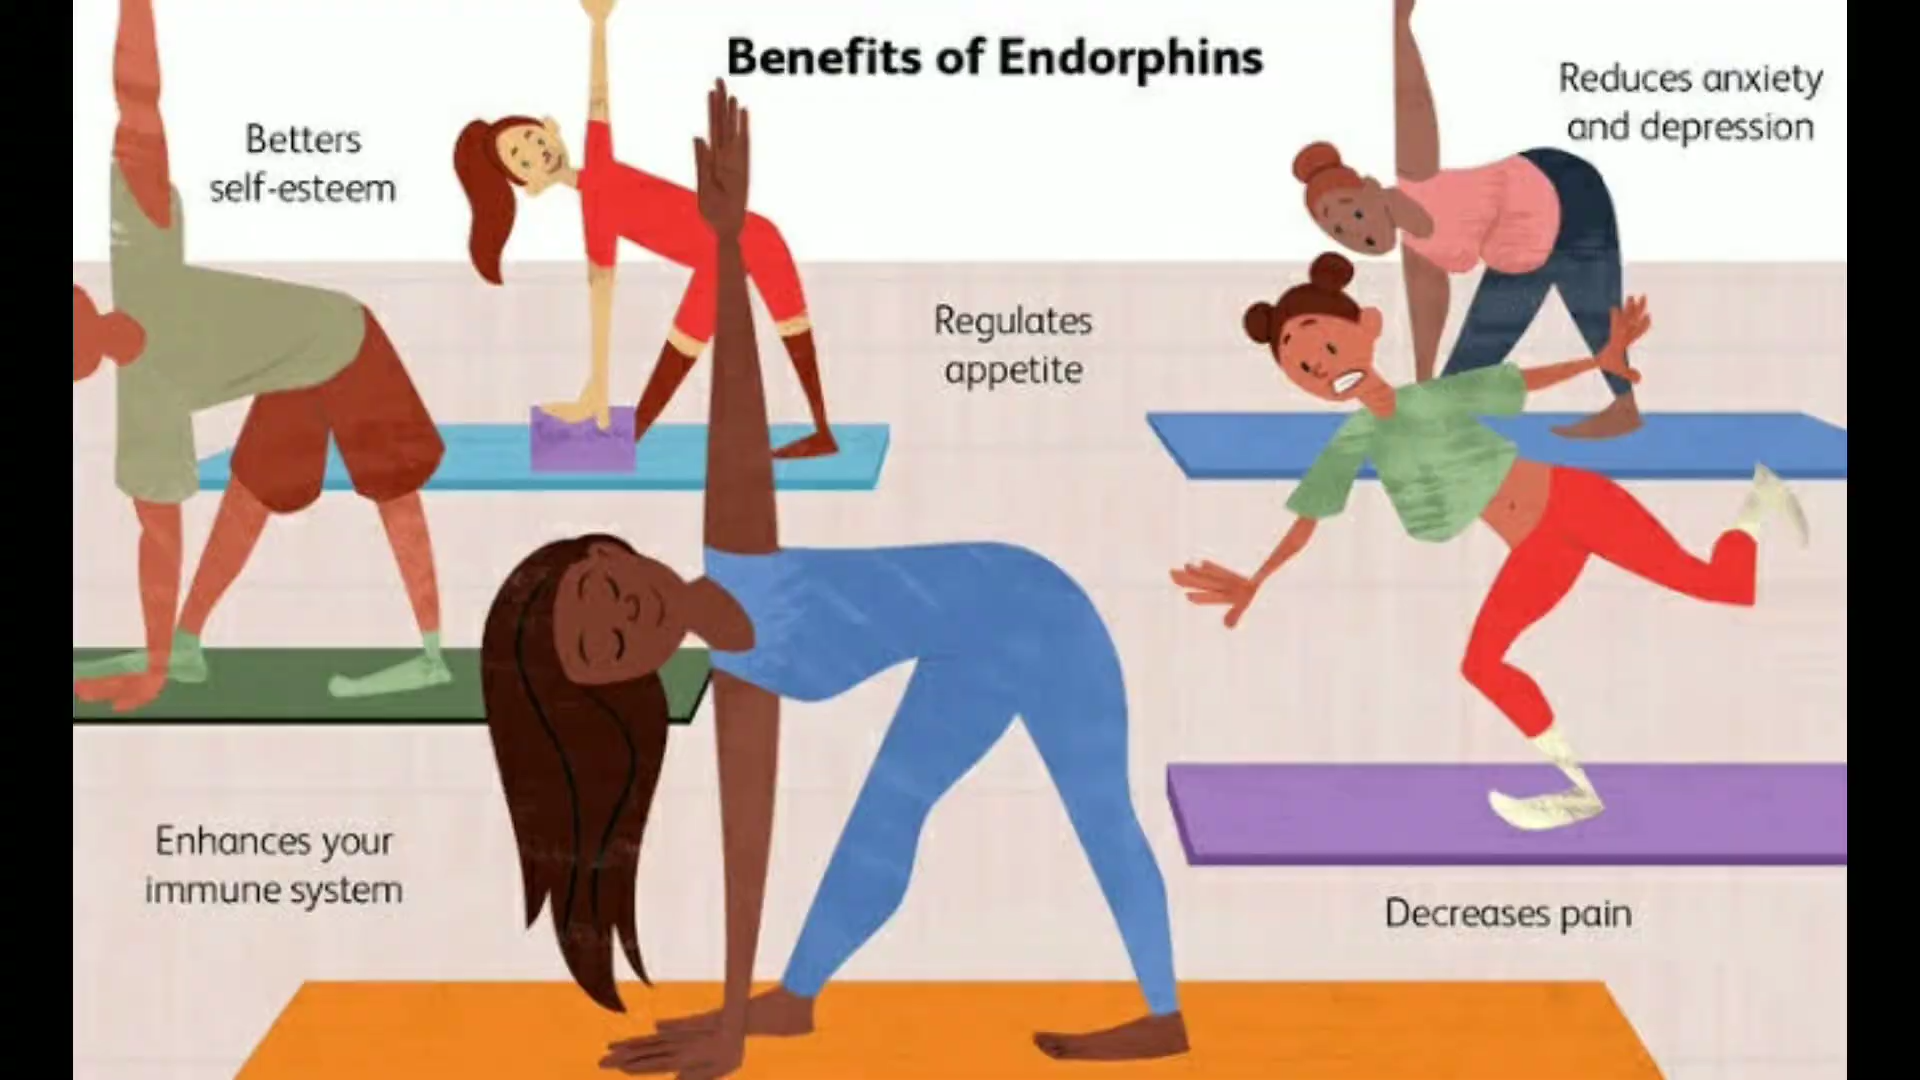 Benefits of Endorphins
Betters
self-esteem
Reduces anxiety
and depression
Regulates
appetite
Enhances your
immune system
Decreases pain